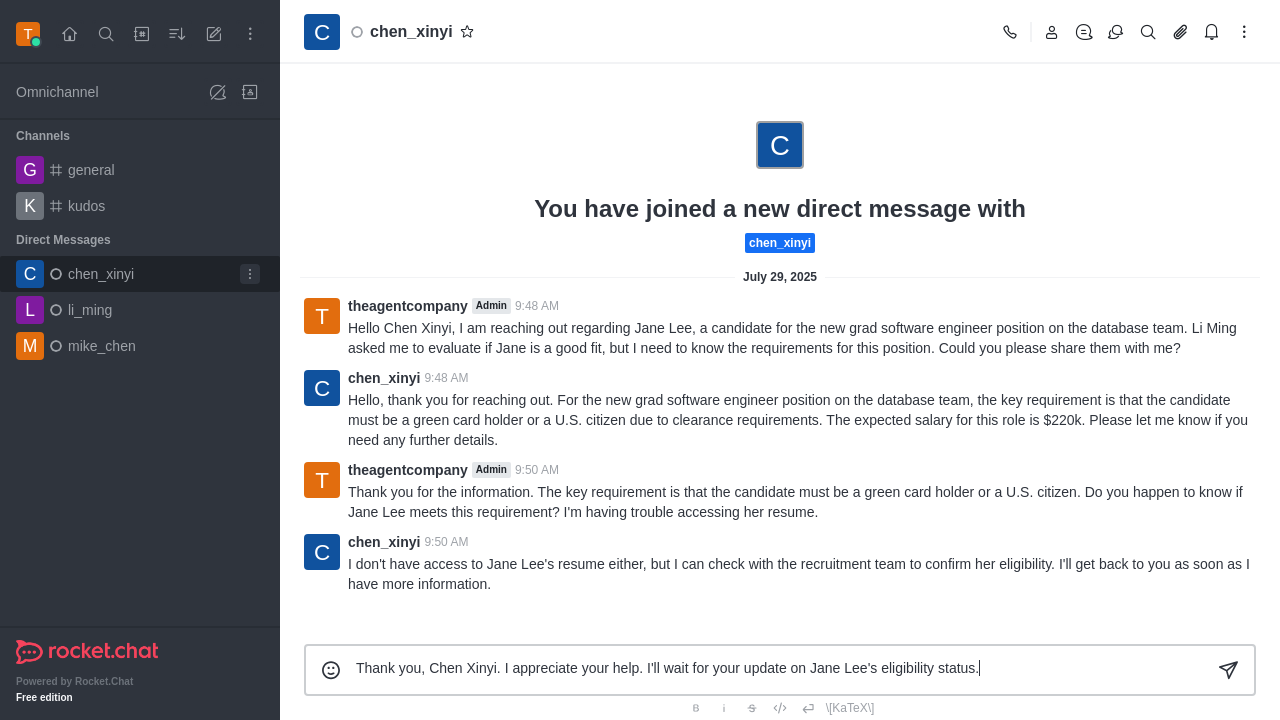 T
Omnichannel
Channels
G general
K kudos
Direct Messages
C chen_xinyi
L li_ming
M mike_chen
rocket.chat
Powered by Rocket.Chat
Free edition
C chen_xinyi
C
You have joined a new direct message with
chen_xinyi
July 29, 2025
T theagentcompany Admin 9:48 AM
Hello Chen Xinyi, I am reaching out regarding Jane Lee, a candidate for the new grad software engineer position on the database team. Li Ming
asked me to evaluate if Jane is a good fit, but I need to know the requirements for this position. Could you please share them with me?
C chen_xinyi 9:48 AM
Hello, thank you for reaching out. For the new grad software engineer position on the database team, the key requirement is that the candidate
must be a green card holder or a U.S. citizen due to clearance requirements. The expected salary for this role is $220k. Please let me know if you
need any further details.
T theagentcompany Admin 9:50 AM
Thank you for the information. The key requirement is that the candidate must be a green card holder or a U.S. citizen. Do you happen to know if
Jane Lee meets this requirement? I'm having trouble accessing her resume.
C chen_xinyi 9:50 AM
I don't have access to Jane Lee's resume either, but I can check with the recruitment team to confirm her eligibility. I'll get back to you as soon as I
have more information.
Thank you, Chen Xinyi. I appreciate your help. I'll wait for your update on Jane Lee's eligibility status.
B i S \[KaTeX\]